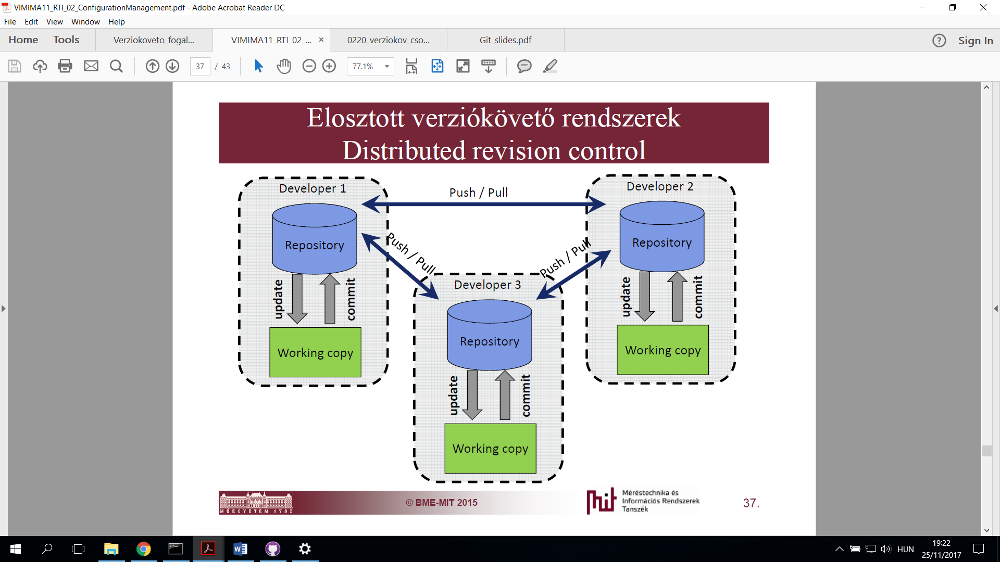 VIMIMA11_RTI_02_ConfigurationManagement.pdf - Adobe Acrobat Reader DC
File Edit View Window Help
Home Tools Verziokoveto_fogal... VIMIMA11_RTI_02_... × 0220_verziokov_cso... Git_slides.pdf ? Sign In
37 / 43 77.1%
Elosztott verziókövető rendszerek
Distributed revision control
Developer 1
Push / Pull
Developer 2
Repository
Push / Pull
Push / Pull
Repository
update
commit
Developer 3
update
commit
Working copy
Repository
Working copy
update
commit
Working copy
MŰEGYETEM 1782
© BME-MIT 2015
mit
Méréstechnika és
Információs Rendszerek
Tanszék
37.
HUN
19:22
25/11/2017